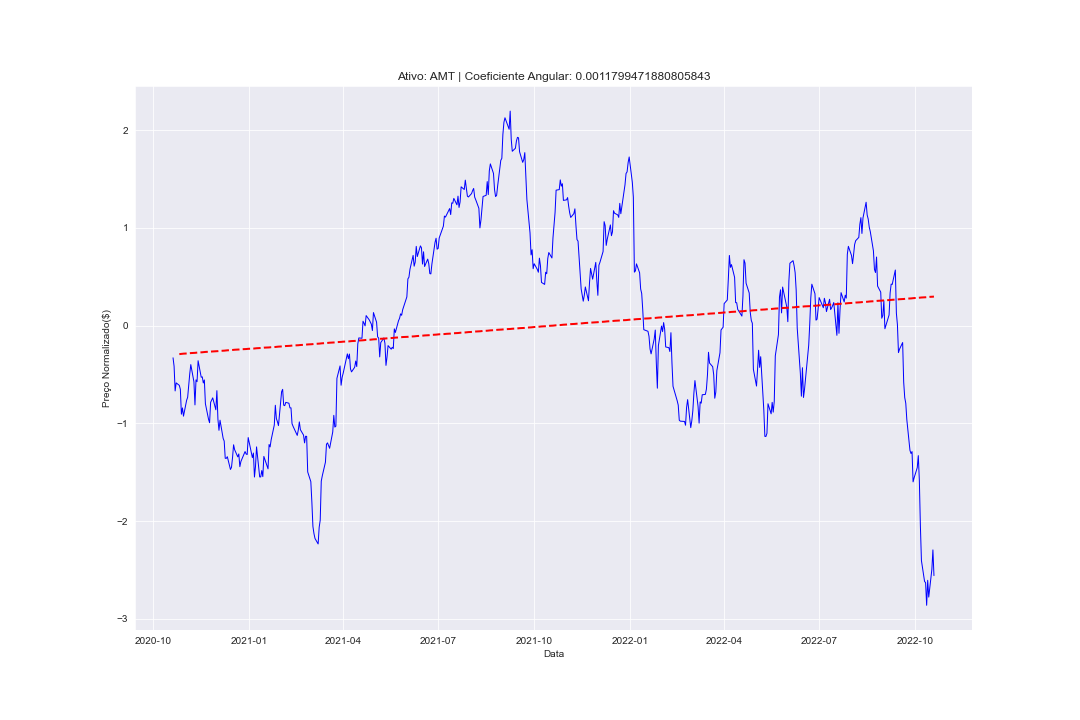 Ativo: AMT | Coeficiente Angular: 0.0011799471880805843
Preço Normalizado($)
2
1
0
−1
−2
−3
2020-10 2021-01 2021-04 2021-07 2021-10 2022-01 2022-04 2022-07 2022-10
Data